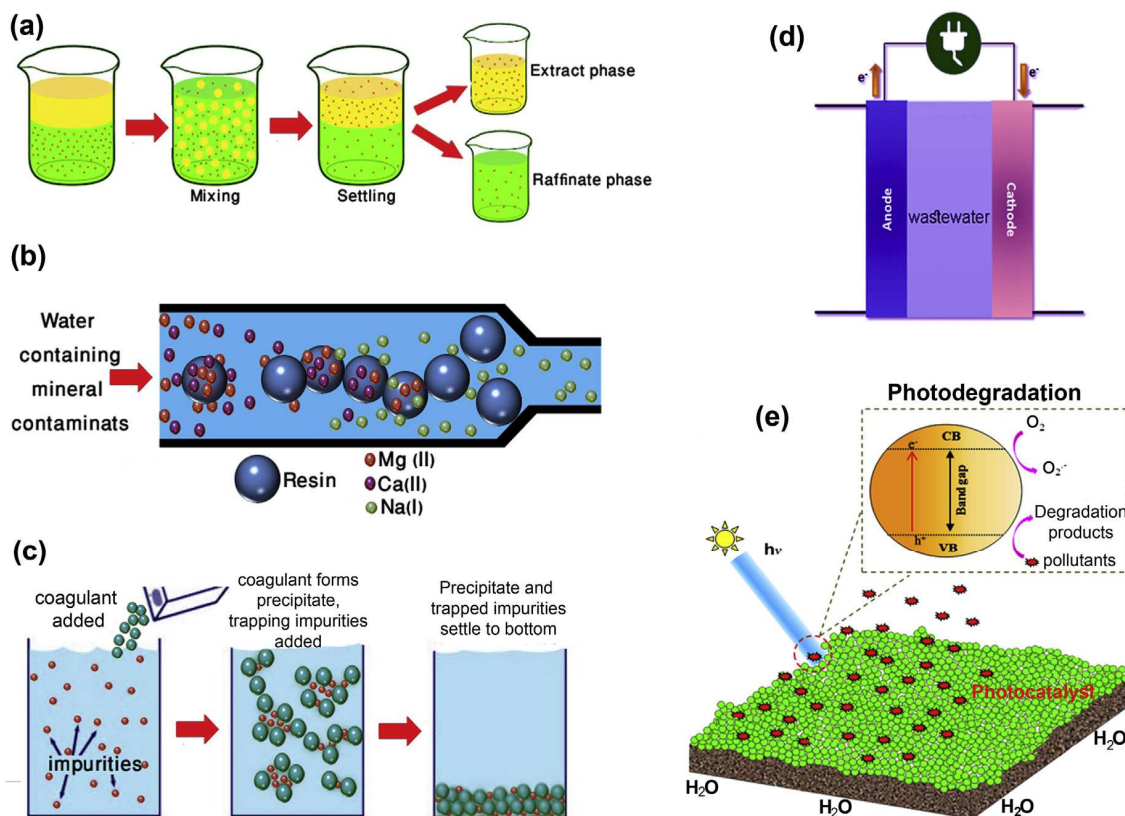 (a)
Mixing
Settling
Extract phase
Raffinate phase
(b)
Water
containing
mineral
contaminats
Resin
Mg (II)
Ca(II)
Na(I)
(c)
coagulant
added
impurities
coagulant forms
precipitate,
trapping impurities
added
Precipitate and
trapped impurities
settle to bottom
(d)
e-
e-
Anode
wastewater
Cathode
(e)
Photodegradation
CB
e-
Band gap
h+
VB
O2
O2·-
Degradation
products
pollutants
hν
Photocatalyst
H2O
H2O
H2O
H2O